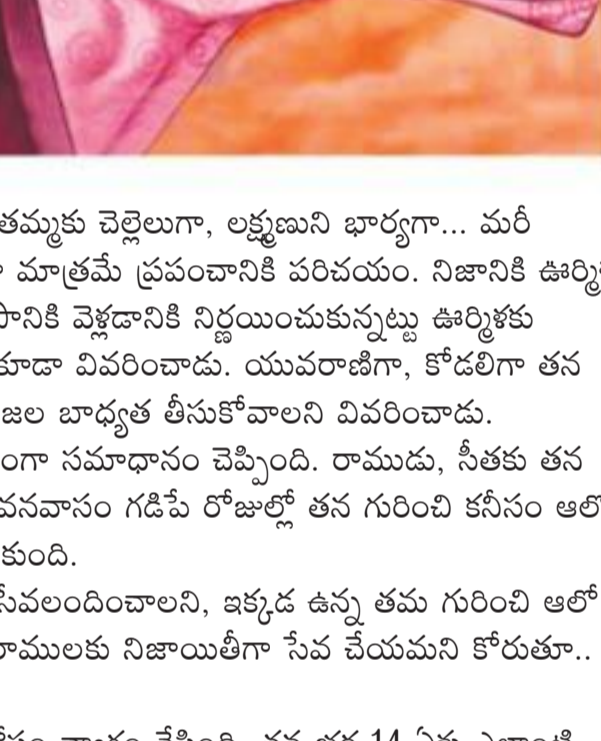 తమ్మకు చెల్లెలుగా, లక్ష్మణుని భార్యగా... మరీ
మాత్రమే ప్రపంచానికి పరిచయం. నిజానికి
వెళ్లడానికి నిర్ణయించుకున్నట్టు ఊర్మిళకు
కూడా వివరించాడు. యువరాణిగా, కోడలిగా తన
జల బాధ్యత తీసుకోవాలని వివరించాడు.
ంగా సమాధానం చెప్పింది. రాముడు, సీతకు తన
వనవాసం గడిపే రోజుల్లో తన గురించి కనీసం ఆలో
కుంది.
సేవలందించాలని, ఇక్కడ ఉన్న తమ గురించి ఆలో
రాములకు నిజాయితీగా సేవ చేయమని కోరుతూ..